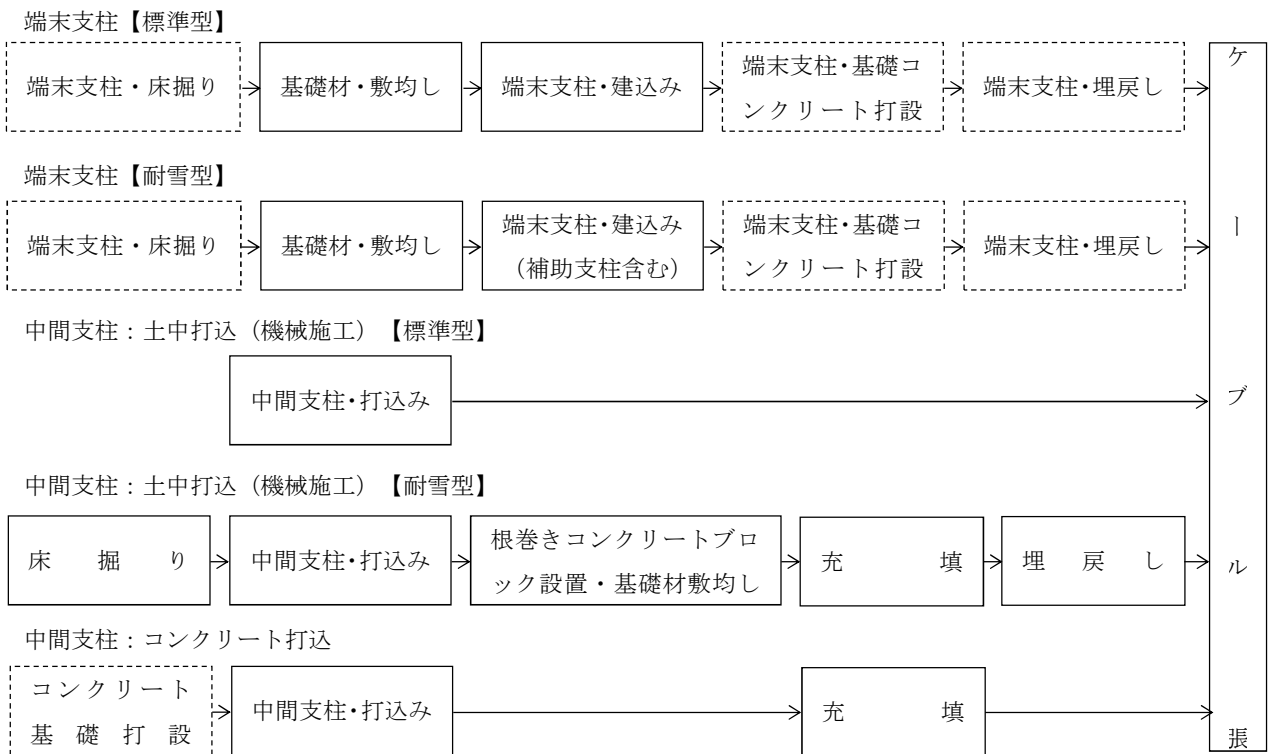 端末支柱【標準型】
端末支柱・床掘り
基礎材・敷均し
端末支柱・建込み
端末支柱・基礎コ
ンクリート打設
端末支柱・埋戻し
端末支柱【耐雪型】
端末支柱・床掘り
基礎材・敷均し
端末支柱・建込み
（補助支柱含む）
端末支柱・基礎コ
ンクリート打設
端末支柱・埋戻し
中間支柱：土中打込（機械施工）【標準型】
中間支柱・打込み
中間支柱：土中打込（機械施工）【耐雪型】
床掘り
中間支柱・打込み
根巻きコンクリートブロ
ック設置・基礎材敷均し
充填
埋戻し
中間支柱：コンクリート打込
コンクリート
基礎打設
中間支柱・打込み
充填
ケーブル張